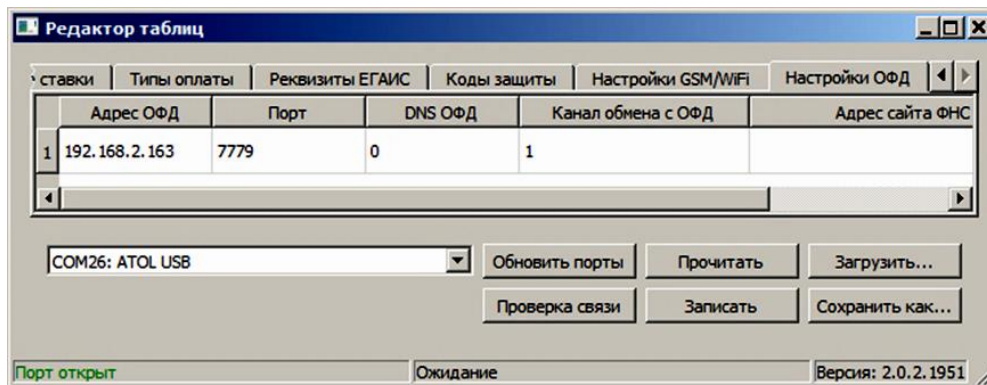 Редактор таблиц
ставки Типы оплаты Реквизиты ЕГАИС Коды защиты Настройки GSM/WiFi Настройки ОФД
Адрес ОФД Порт DNS ОФД Канал обмена с ОФД Адрес сайта ФНС
1 192.168.2.163 7779 0 1
COM26: ATOL USB Обновить порты Прочитать Загрузить...
Проверка связи Записать Сохранить как...
Порт открыт Ожидание Версия: 2.0.2.1951